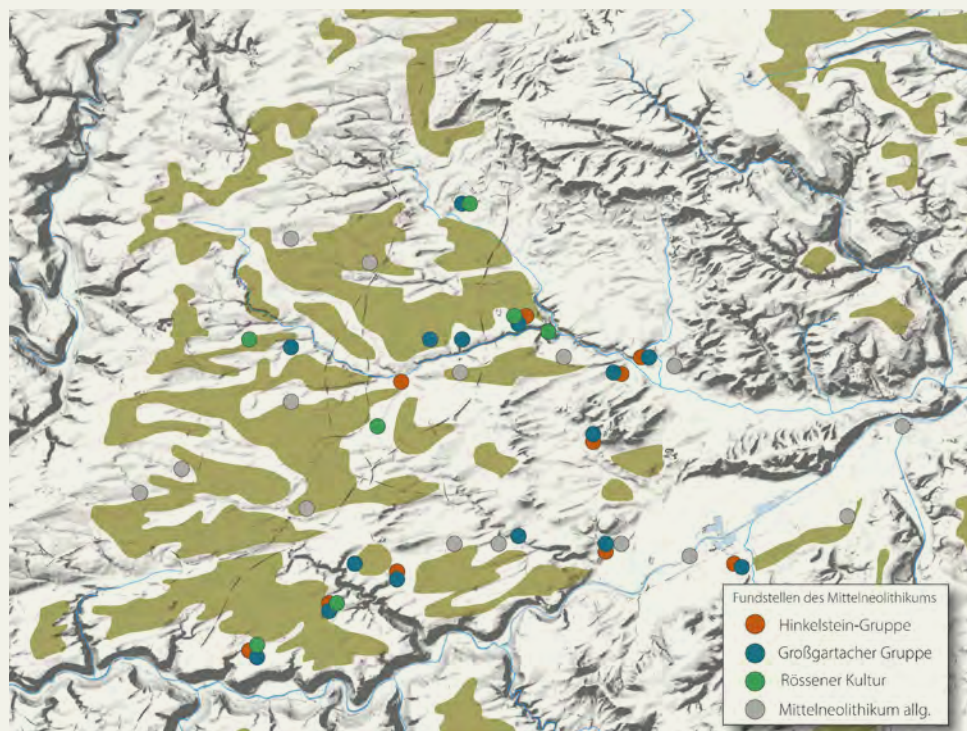 Fundstellen des Mittelneolithikums
Hinkelstein-Gruppe
Großgartacher Gruppe
Rössener Kultur
Mittelneolithikum allg.